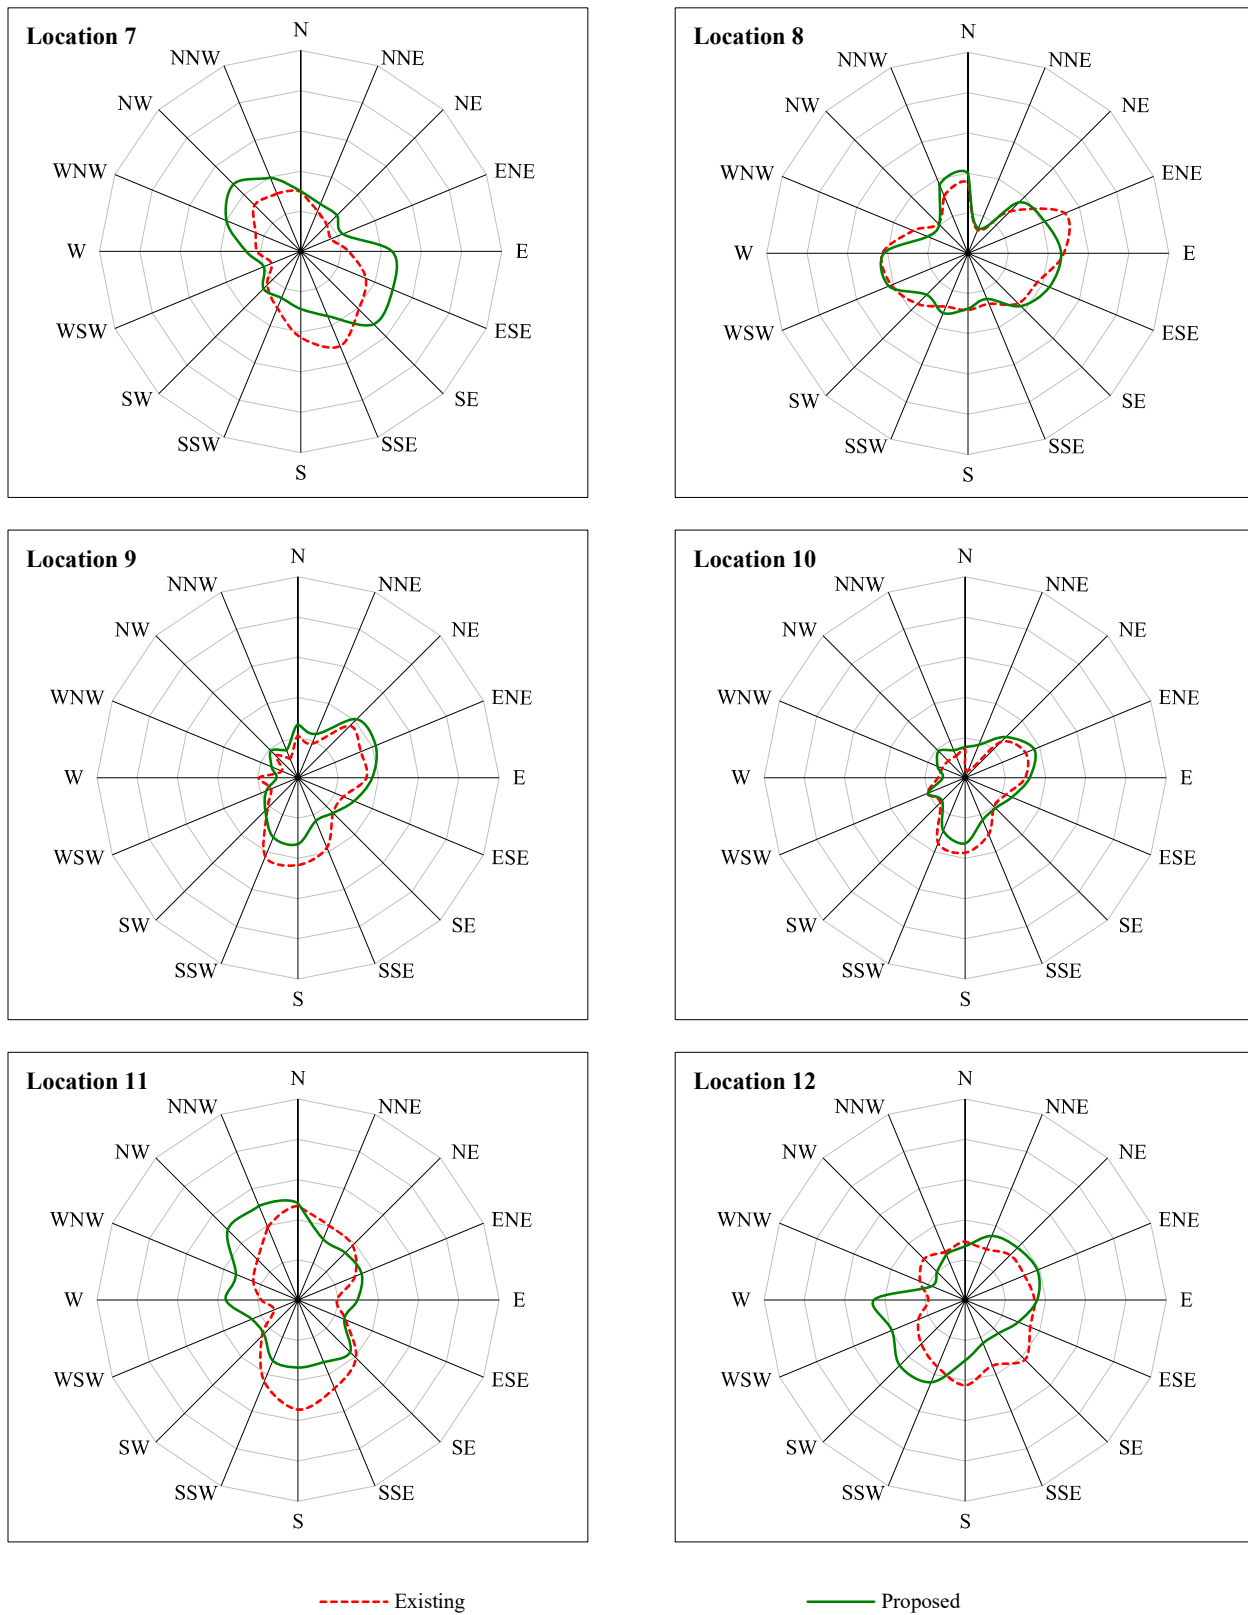 Location 7
N
NNW
NNE
NW
NE
WNW
ENE
W
E
WSW
ESE
SW
SE
SSW
SSE
S
Location 8
N
NNW
NNE
NW
NE
WNW
ENE
W
E
WSW
ESE
SW
SE
SSW
SSE
S
Location 9
N
NNW
NNE
NW
NE
WNW
ENE
W
E
WSW
ESE
SW
SE
SSW
SSE
S
Location 10
N
NNW
NNE
NW
NE
WNW
ENE
W
E
WSW
ESE
SW
SE
SSW
SSE
S
Location 11
N
NNW
NNE
NW
NE
WNW
ENE
W
E
WSW
ESE
SW
SE
SSW
SSE
S
Location 12
N
NNW
NNE
NW
NE
WNW
ENE
W
E
WSW
ESE
SW
SE
SSW
SSE
S
Existing
Proposed